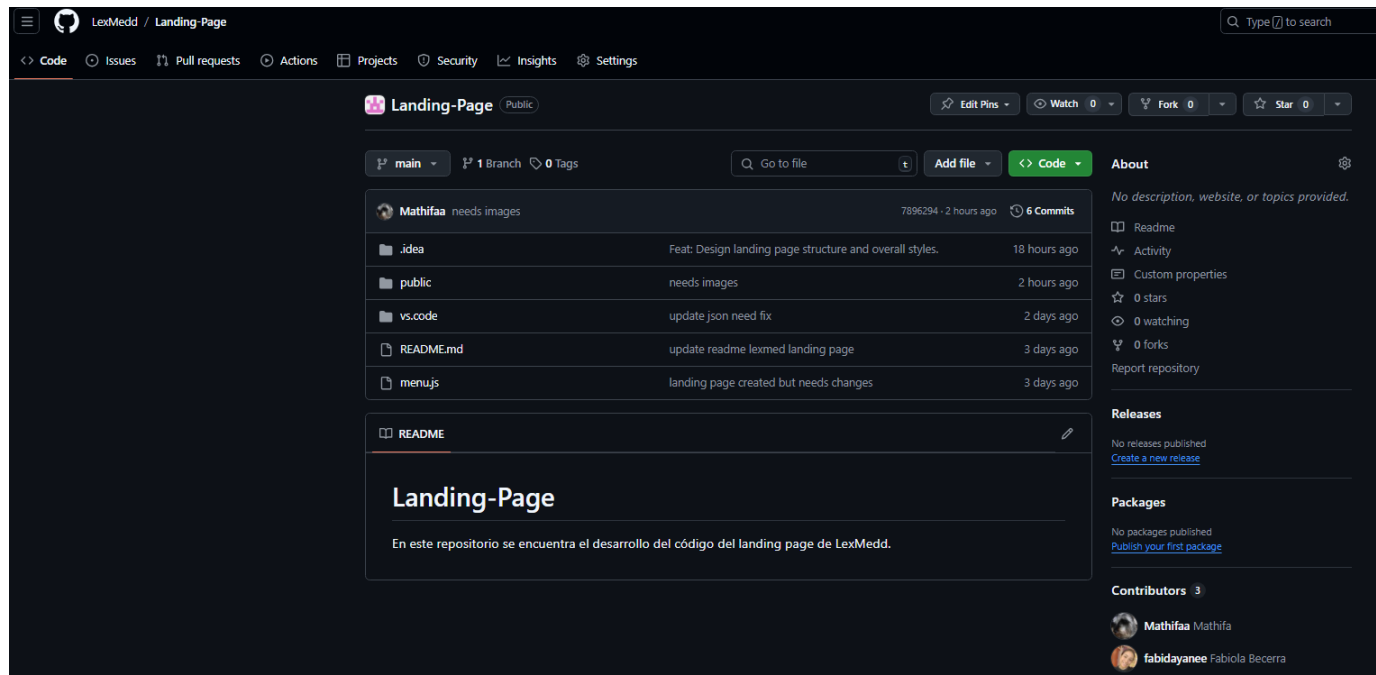 LexMedd / Landing-Page
Type / to search
Code Issues Pull requests Actions Projects Security Insights Settings
Landing-Page Public
Edit Pins Watch 0 Fork 0 Star 0
main 1 Branch 0 Tags
Go to file t Add file Code
About
No description, website, or topics provided.
Mathifaa needs images 7896294 · 2 hours ago 6 Commits
.idea Feat: Design landing page structure and overall styles. 18 hours ago
public needs images 2 hours ago
vs.code update json need fix 2 days ago
README.md update readme lexmed landing page 3 days ago
menu.js landing page created but needs changes 3 days ago
Readme
Activity
Custom properties
0 stars
0 watching
0 forks
Report repository
README
Landing-Page
En este repositorio se encuentra el desarrollo del código del landing page de LexMedd.
Releases
No releases published
Create a new release
Packages
No packages published
Publish your first package
Contributors 3
Mathifaa Mathifa
fabidayanee Fabiola Becerra